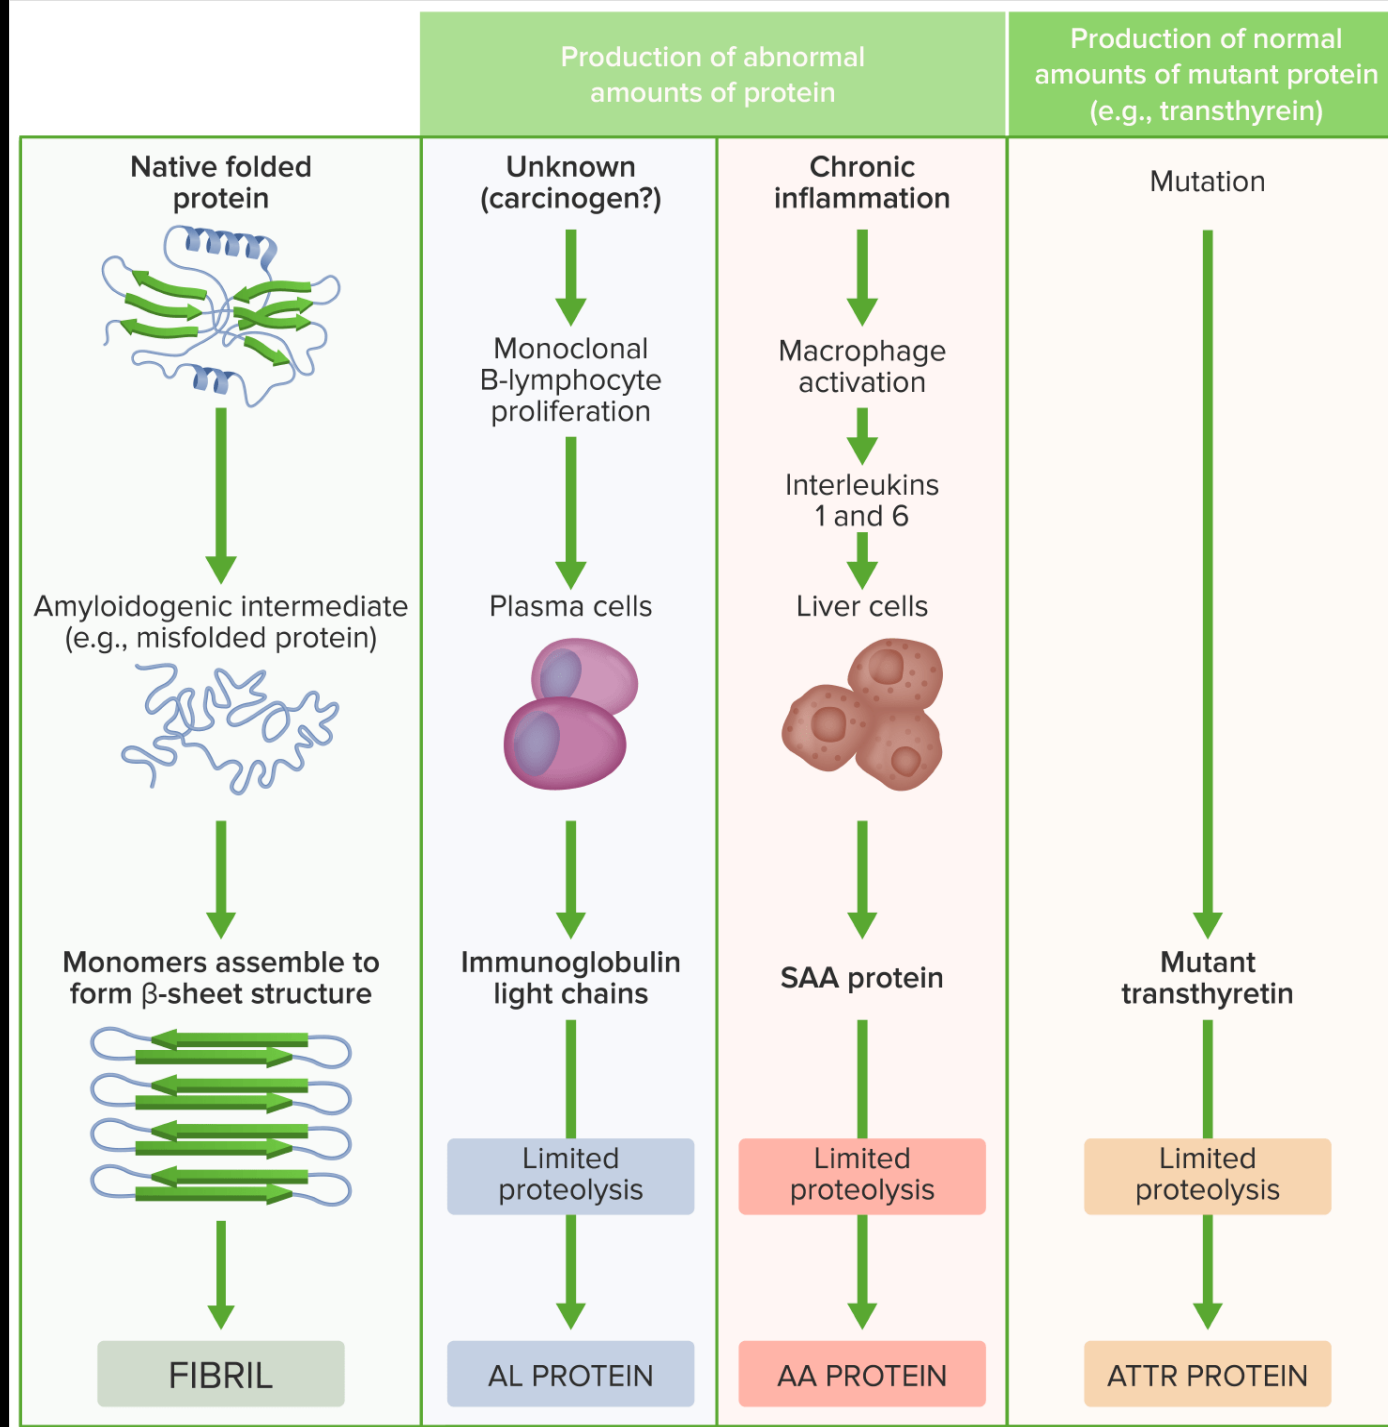 Production of abnormal
amounts of protein
Production of normal
amounts of mutant protein
(e.g., transthyrein)
Native folded
protein
Amyloidogenic intermediate
(e.g., misfolded protein)
Monomers assemble to
form β-sheet structure
FIBRIL
Unknown
(carcinogen?)
Monoclonal
B-lymphocyte
proliferation
Plasma cells
Immunoglobulin
light chains
Limited
proteolysis
AL PROTEIN
Chronic
inflammation
Macrophage
activation
Interleukins
1 and 6
Liver cells
SAA protein
Limited
proteolysis
AA PROTEIN
Mutation
Mutant
transthyretin
Limited
proteolysis
ATTR PROTEIN